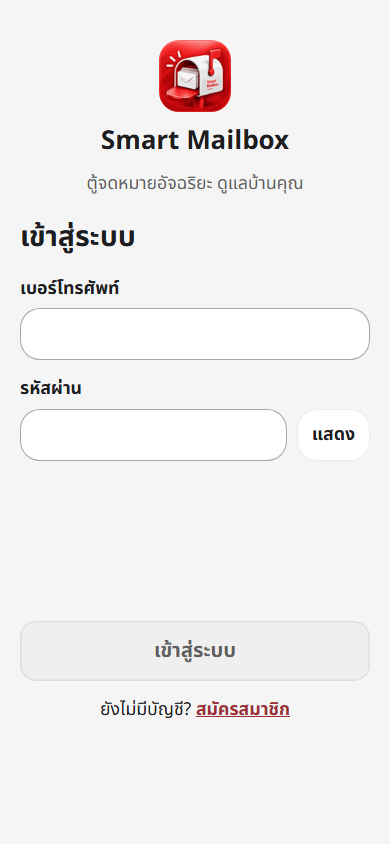 Smart Mailbox
ตู้จดหมายอัจฉริยะ ดูแลบ้านคุณ
เข้าสู่ระบบ
เบอร์โทรศัพท์
รหัสผ่าน
แสดง
เข้าสู่ระบบ
ยังไม่มีบัญชี? สมัครสมาชิก